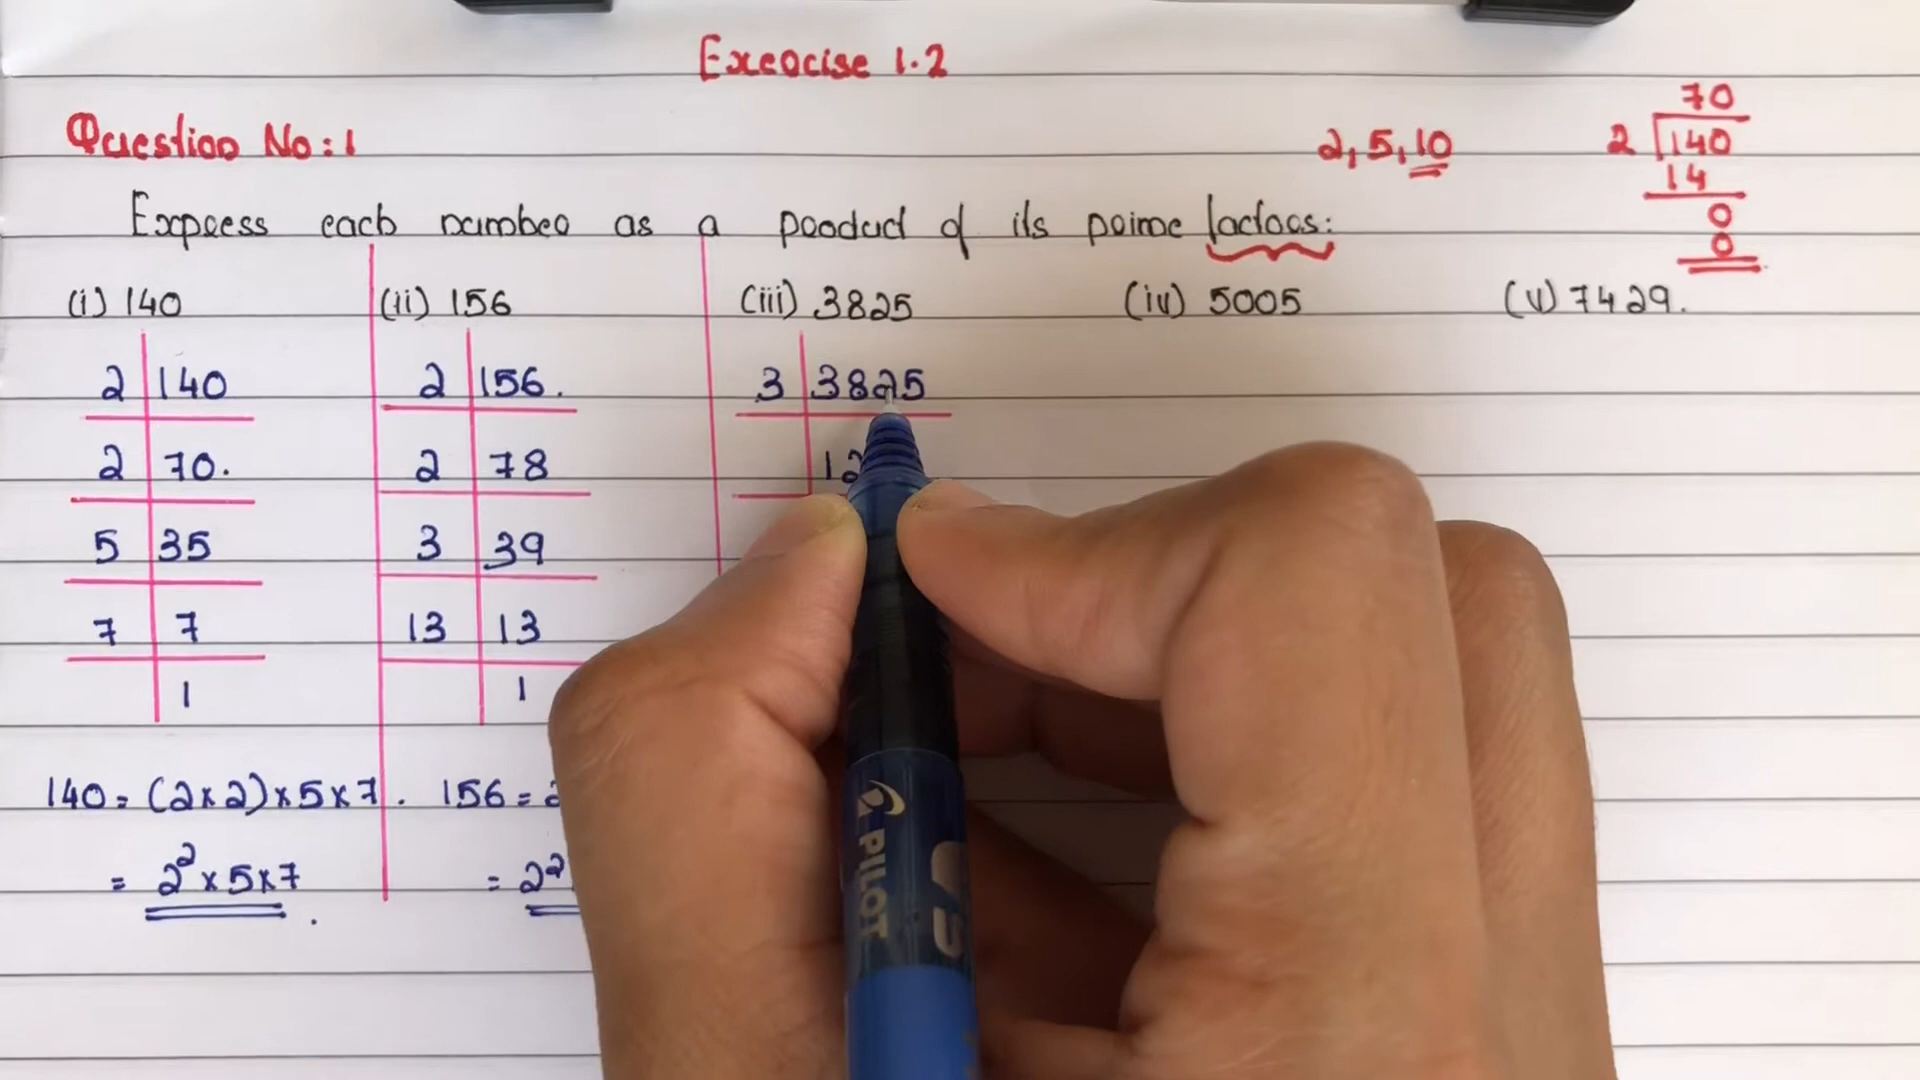 Exercise 1.2
Question No:1
2,5,10
70
2 140
14
0
0
Express each number as a product of its prime factors:
(i) 140 (ii) 156 (iii) 3825 (iv) 5005 (v) 7429.
2 140 2 156. 3 3825
2 70. 2 78 12
5 35 3 39
7 7 13 13
1 1
140 = (2×2)×5×7. 156 = 2
= 2²×5×7. = 2²
PILOT